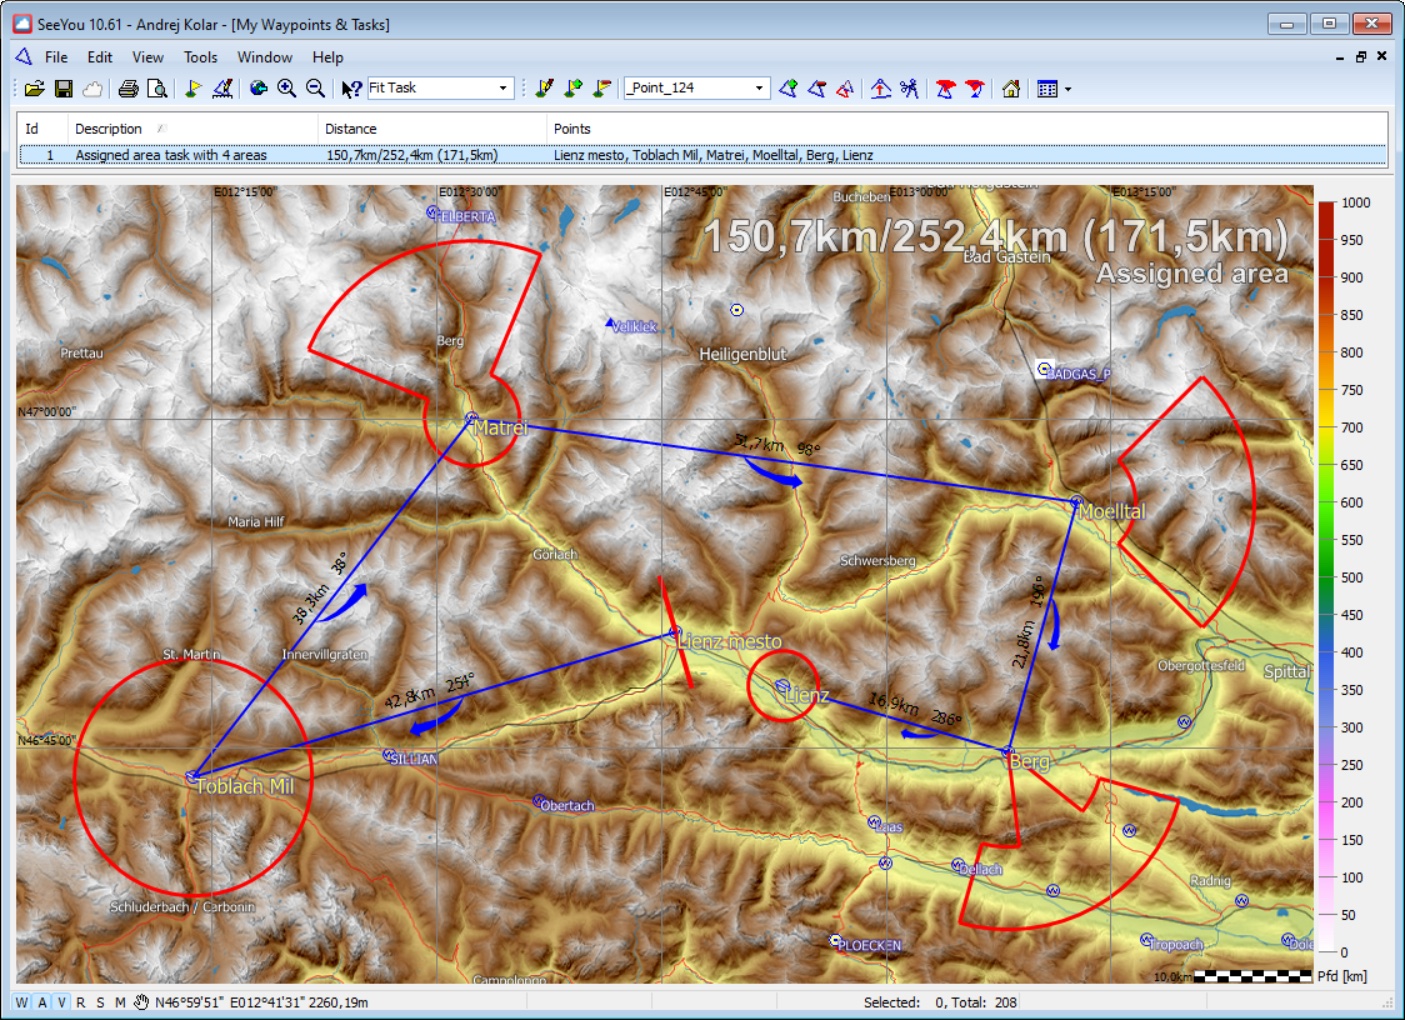 SeeYou 10.61 - Andrej Kolar - [My Waypoints & Tasks]
File Edit View Tools Window Help
Fit Task
_Point_124
Id Description Distance Points
1 Assigned area task with 4 areas 150,7km/252,4km (171,5km) Lienz mesto, Toblach Mil, Matrei, Moelltal, Berg, Lienz
E012°15'00" E012°30'00" E012°45'00" E013°00'00" E013°15'00"
Bucheben
150,7km/252,4km (171,5km)
Bad Gastein
Assigned area
Veliklek
Berg
Prettau
Heiligenblut
BADGAS_P
N47°00'00"
Matrei
51,7km 98°
Moelltal
Maria Hilf
Görlach
Schwersberg
38,3km 38°
21,8km 196°
Lienz mesto
St. Martin
Innervillgraten
Obergottesfeld
Spittal
42,8km 254°
Lienz
16,9km 286°
N46°45'00"
SILLIAN
Berg
Toblach Mil
Obertach
Dellach
Radnig
Schluderbach / Carbonin
PLOECKEN
Tropoach
10,0km
1000
950
900
850
800
750
700
650
600
550
500
450
400
350
300
250
200
150
100
50
0
Pfd [km]
W A V R S M N46°59'51" E012°41'31" 2260,19m Selected: 0, Total: 208